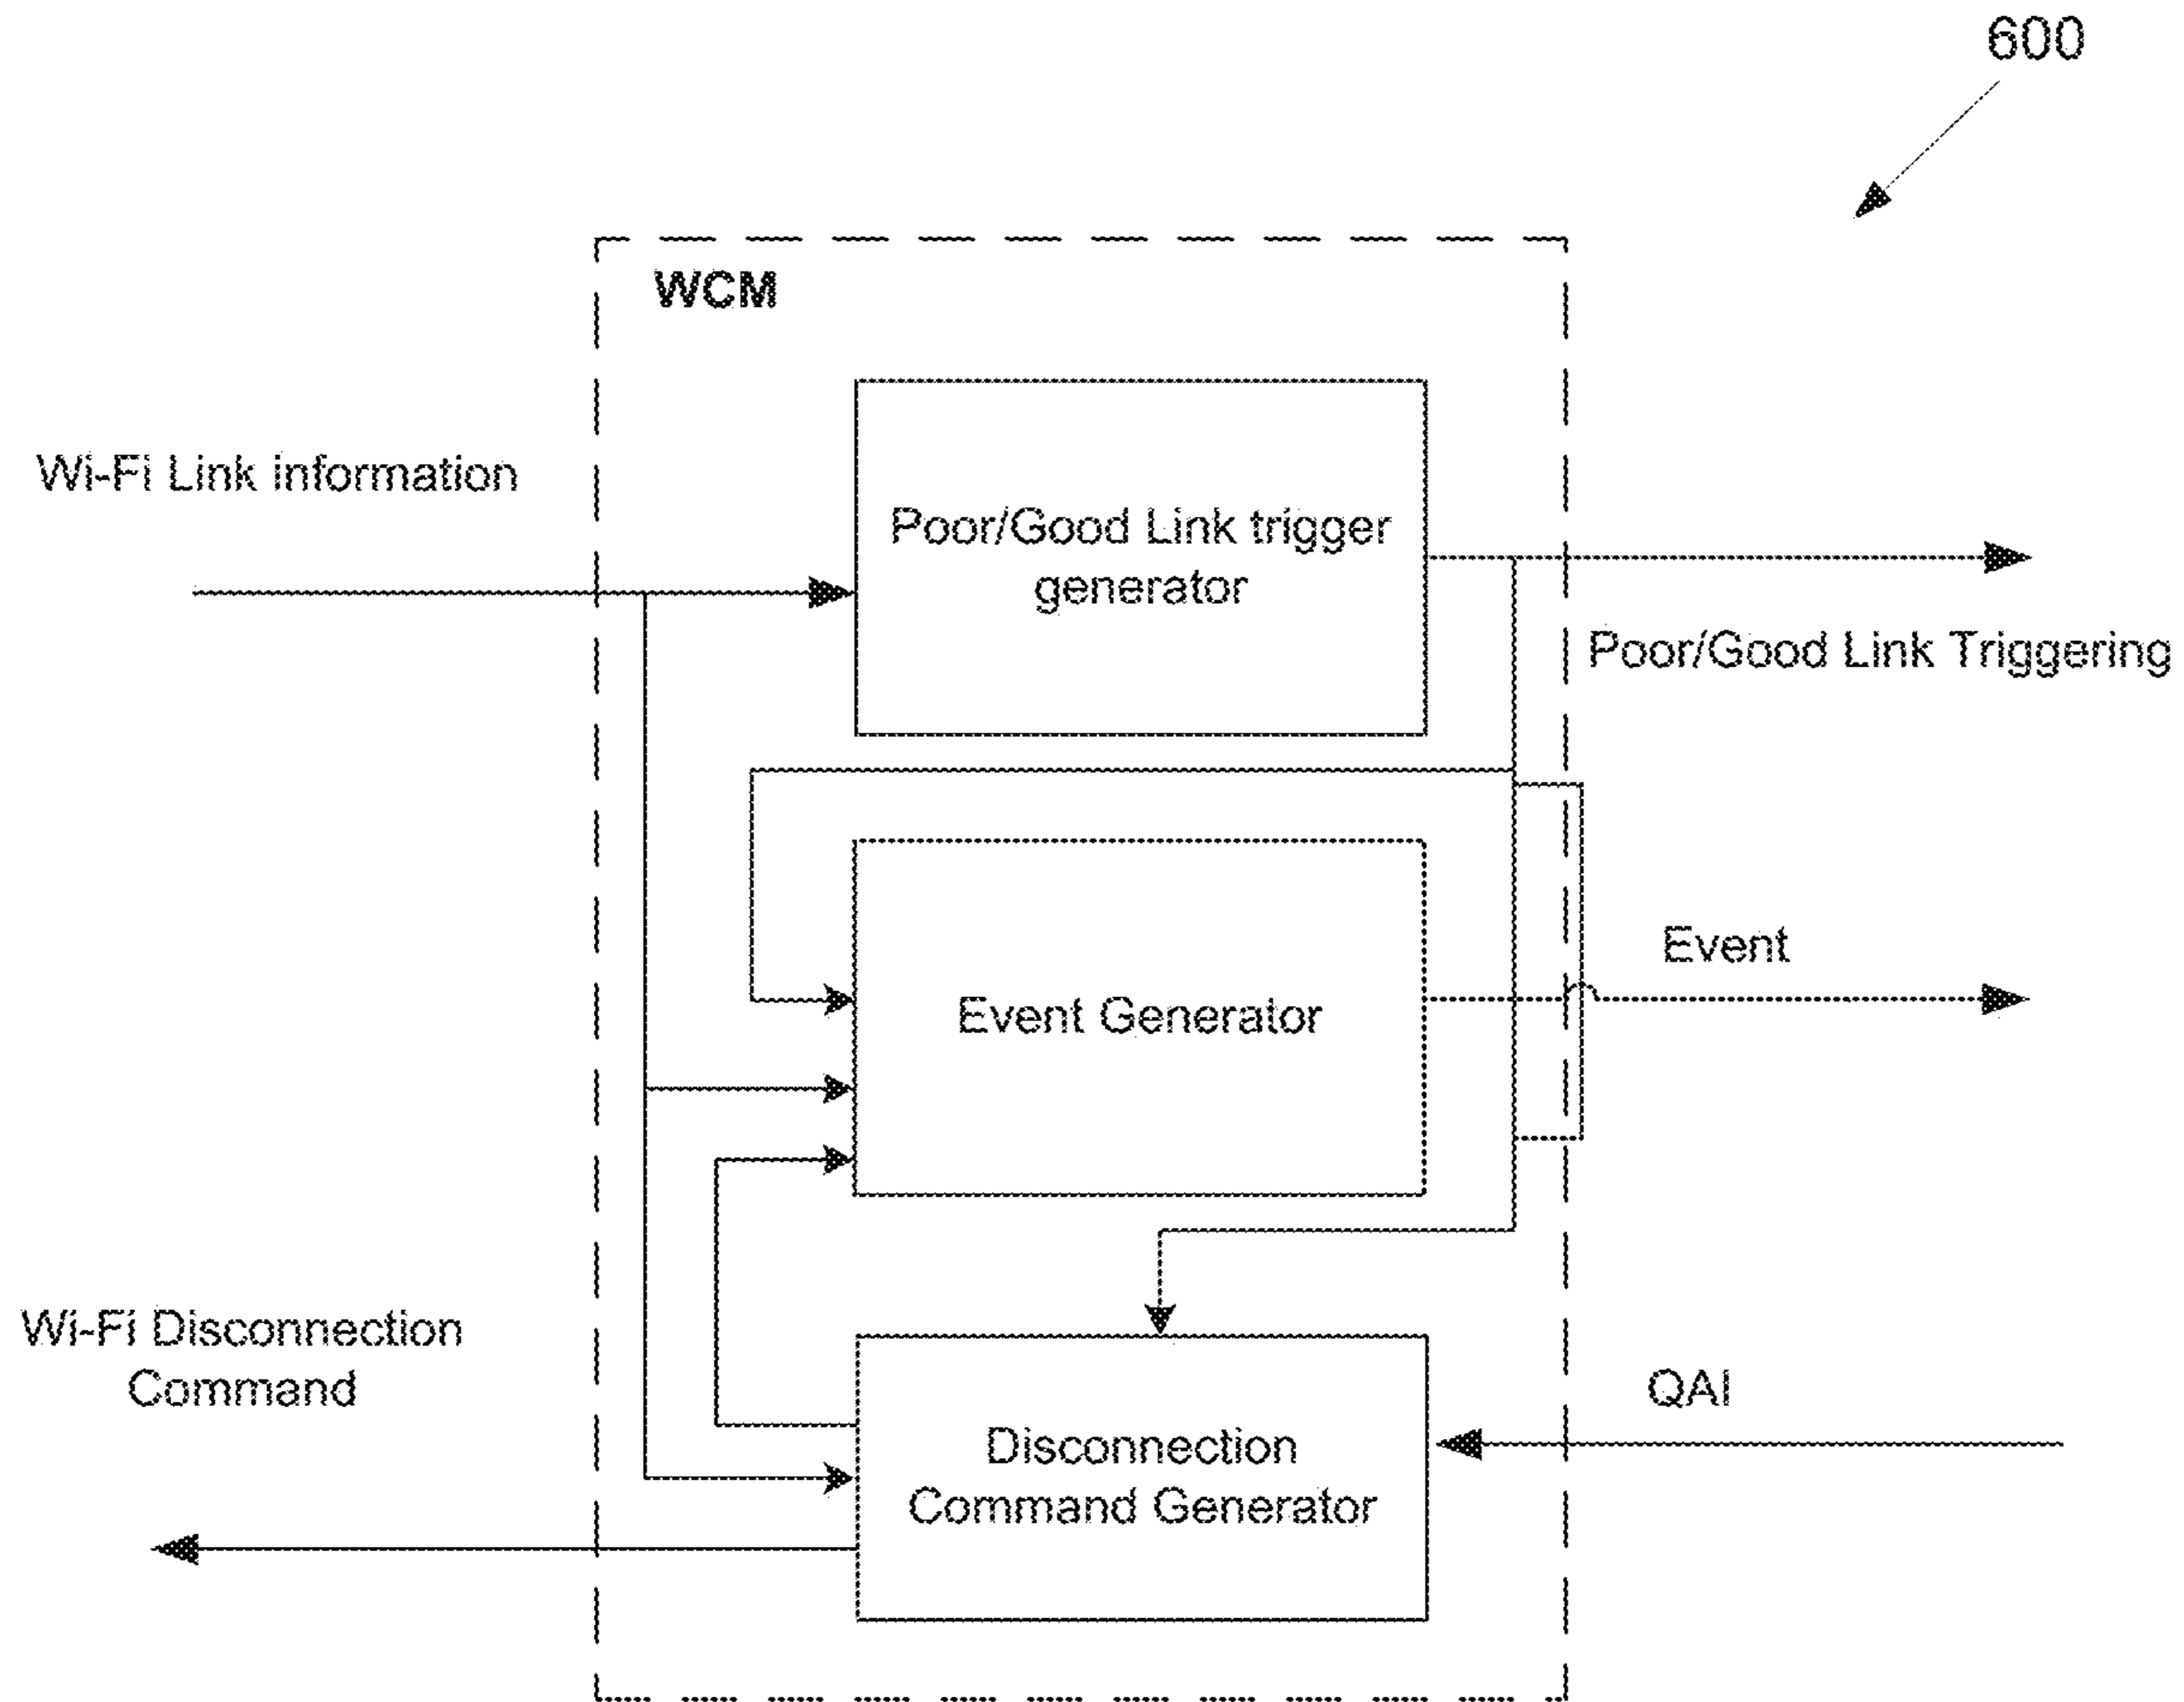 600
WCM
Wi-Fi Link information
Poor/Good Link trigger
generator
Poor/Good Link Triggering
Event
Event Generator
Wi-Fi Disconnection
Command
QAI
Disconnection
Command Generator